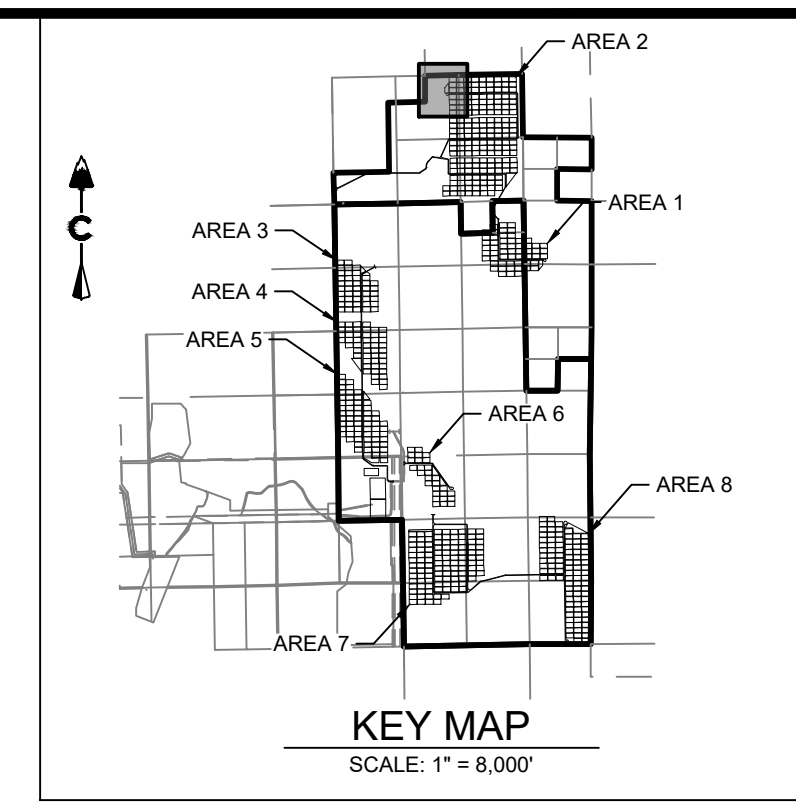 AREA 2
AREA 1
AREA 3
AREA 4
AREA 5
AREA 6
AREA 8
AREA 7
C
KEY MAP
SCALE: 1" = 8,000'